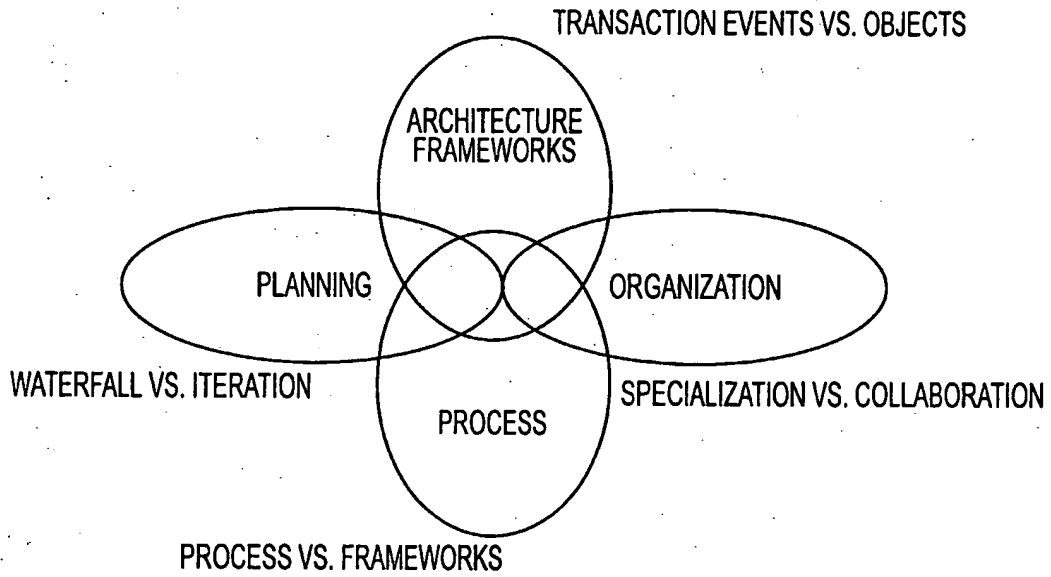 TRANSACTION EVENTS VS. OBJECTS
ARCHITECTURE
FRAMEWORKS
PLANNING
ORGANIZATION
WATERFALL VS. ITERATION
SPECIALIZATION VS. COLLABORATION
PROCESS
PROCESS VS. FRAMEWORKS